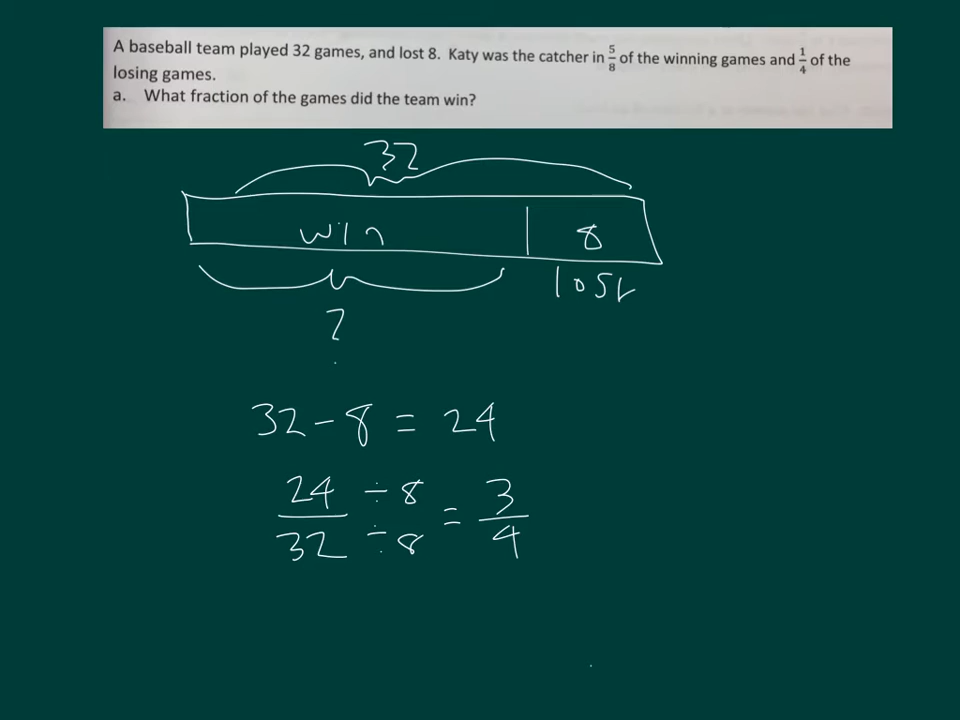 A baseball team played 32 games, and lost 8. Katy was the catcher in 5/8 of the winning games and 1/4 of the
losing games.
a. What fraction of the games did the team win?
32
win 8
lost
?
32 - 8 = 24
24 ÷ 8 = 3
32 ÷ 8 4